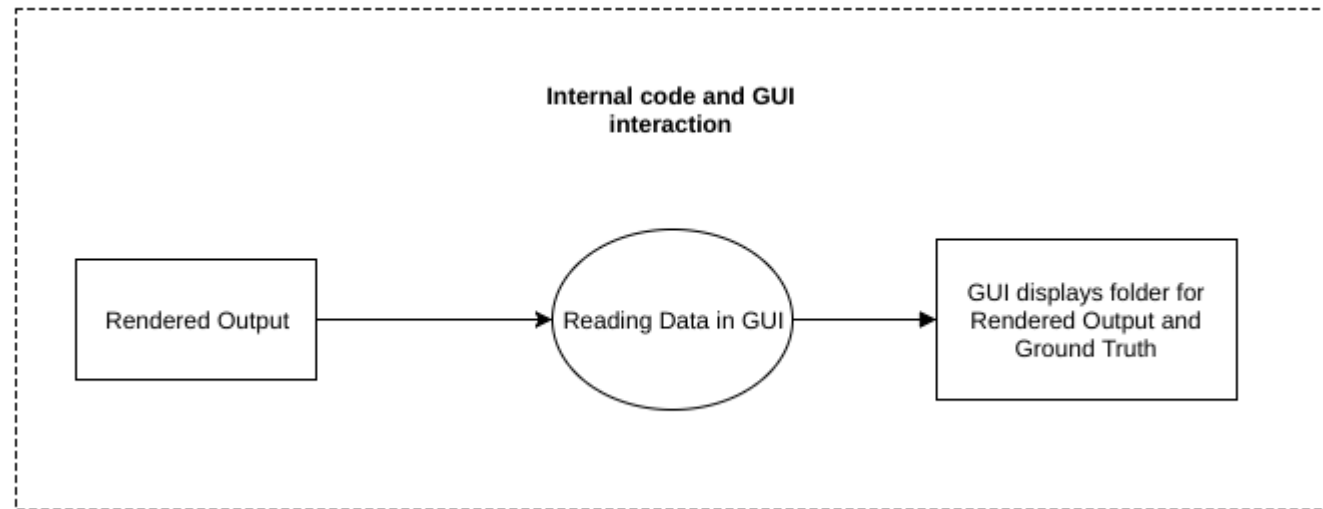 Internal code and GUI
interaction
Rendered Output
Reading Data in GUI
GUI displays folder for
Rendered Output and
Ground Truth